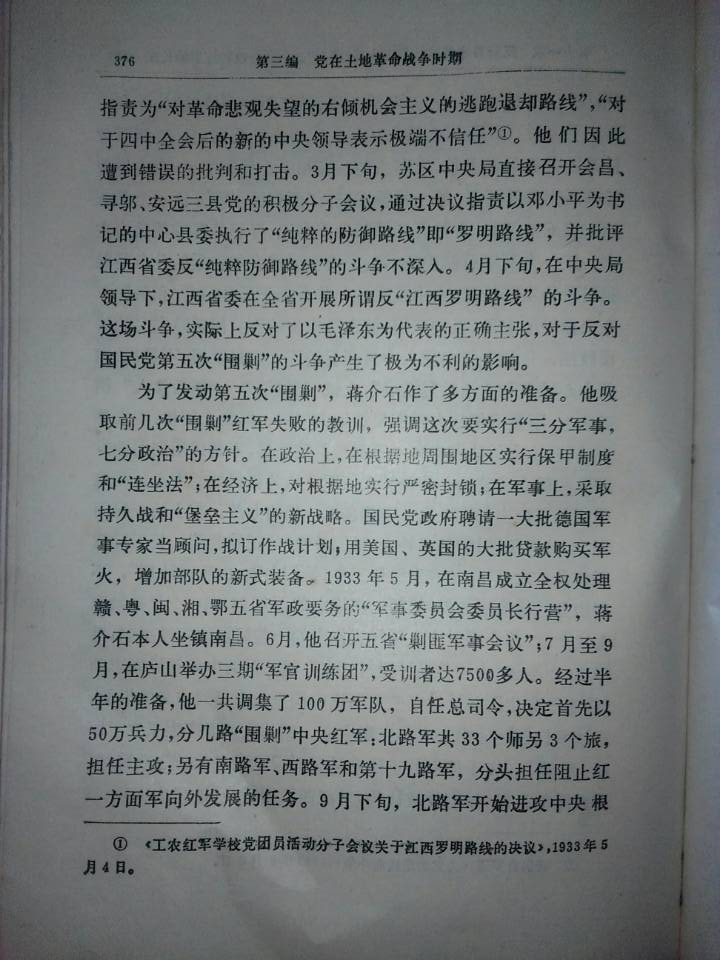 376 第三编 党在土地革命战争时期
指责为“对革命悲观失望的右倾机会主义的逃跑退却路线”,“对
于四中全会后的新的中央领导表示极端不信任”①。他们因此
遭到错误的批判和打击。3月下旬，苏区中央局直接召开会昌、
寻邬、安远三县党的积极分子会议,通过决议指责以邓小平为书
记的中心县委执行了“纯粹的防御路线”即“罗明路线”，并批评
江西省委反“纯粹防御路线”的斗争不深入。4月下旬,在中央局
领导下,江西省委在全省开展所谓反“江西罗明路线”的斗争。
这场斗争,实际上反对了以毛泽东为代表的正确主张,对于反对
国民党第五次“围剿”的斗争产生了极为不利的影响。
为了发动第五次“围剿”，蒋介石作了多方面的准备。他吸
取前几次“围剿”红军失败的教训，强调这次要实行“三分军事,
七分政治”的方针。在政治上,在根据地周围地区实行保甲制度
和“连坐法”;在经济上,对根据地实行严密封锁;在军事上,采取
持久战和“堡垒主义”的新战略。国民党政府聘请一大批德国军
事专家当顾问,拟订作战计划;用美国、英国的大批贷款购买军
火，增加部队的新式装备。1933年5月，在南昌成立全权处理
赣、粤、闽、湘、鄂五省军政要务的“军事委员会委员长行营”，蒋
介石本人坐镇南昌。6月,他召开五省“剿匪军事会议”;7月至9
月,在庐山举办三期“军官训练团”,受训者达7500多人。经过半
年的准备,他一共调集了100万军队，自任总司令,决定首先以
50万兵力,分几路“围剿”中央红军:北路军共33个师另3个旅,
担任主攻;另有南路军、西路军和第十九路军，分头担任阻止红
一方面军向外发展的任务。9月下旬，北路军开始进攻中央根
① 《工农红军学校党团员活动分子会议关于江西罗明路线的决议》,1933年5
月4日。